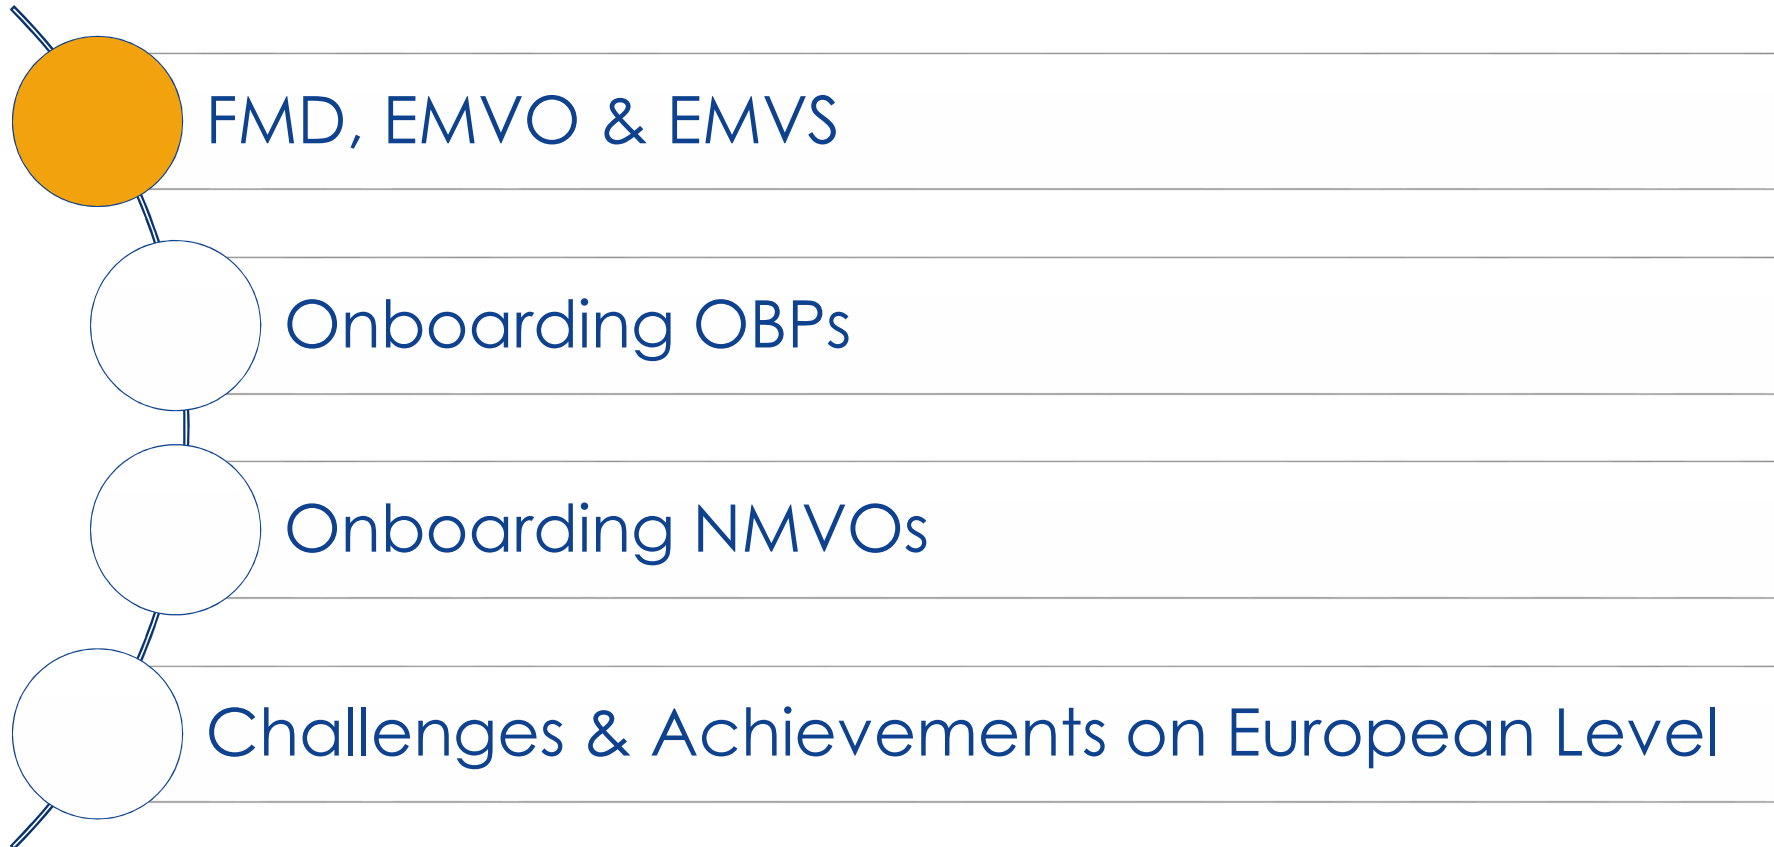 FMD, EMVO & EMVS
Onboarding OBPs
Onboarding NMVOs
Challenges & Achievements on European Level